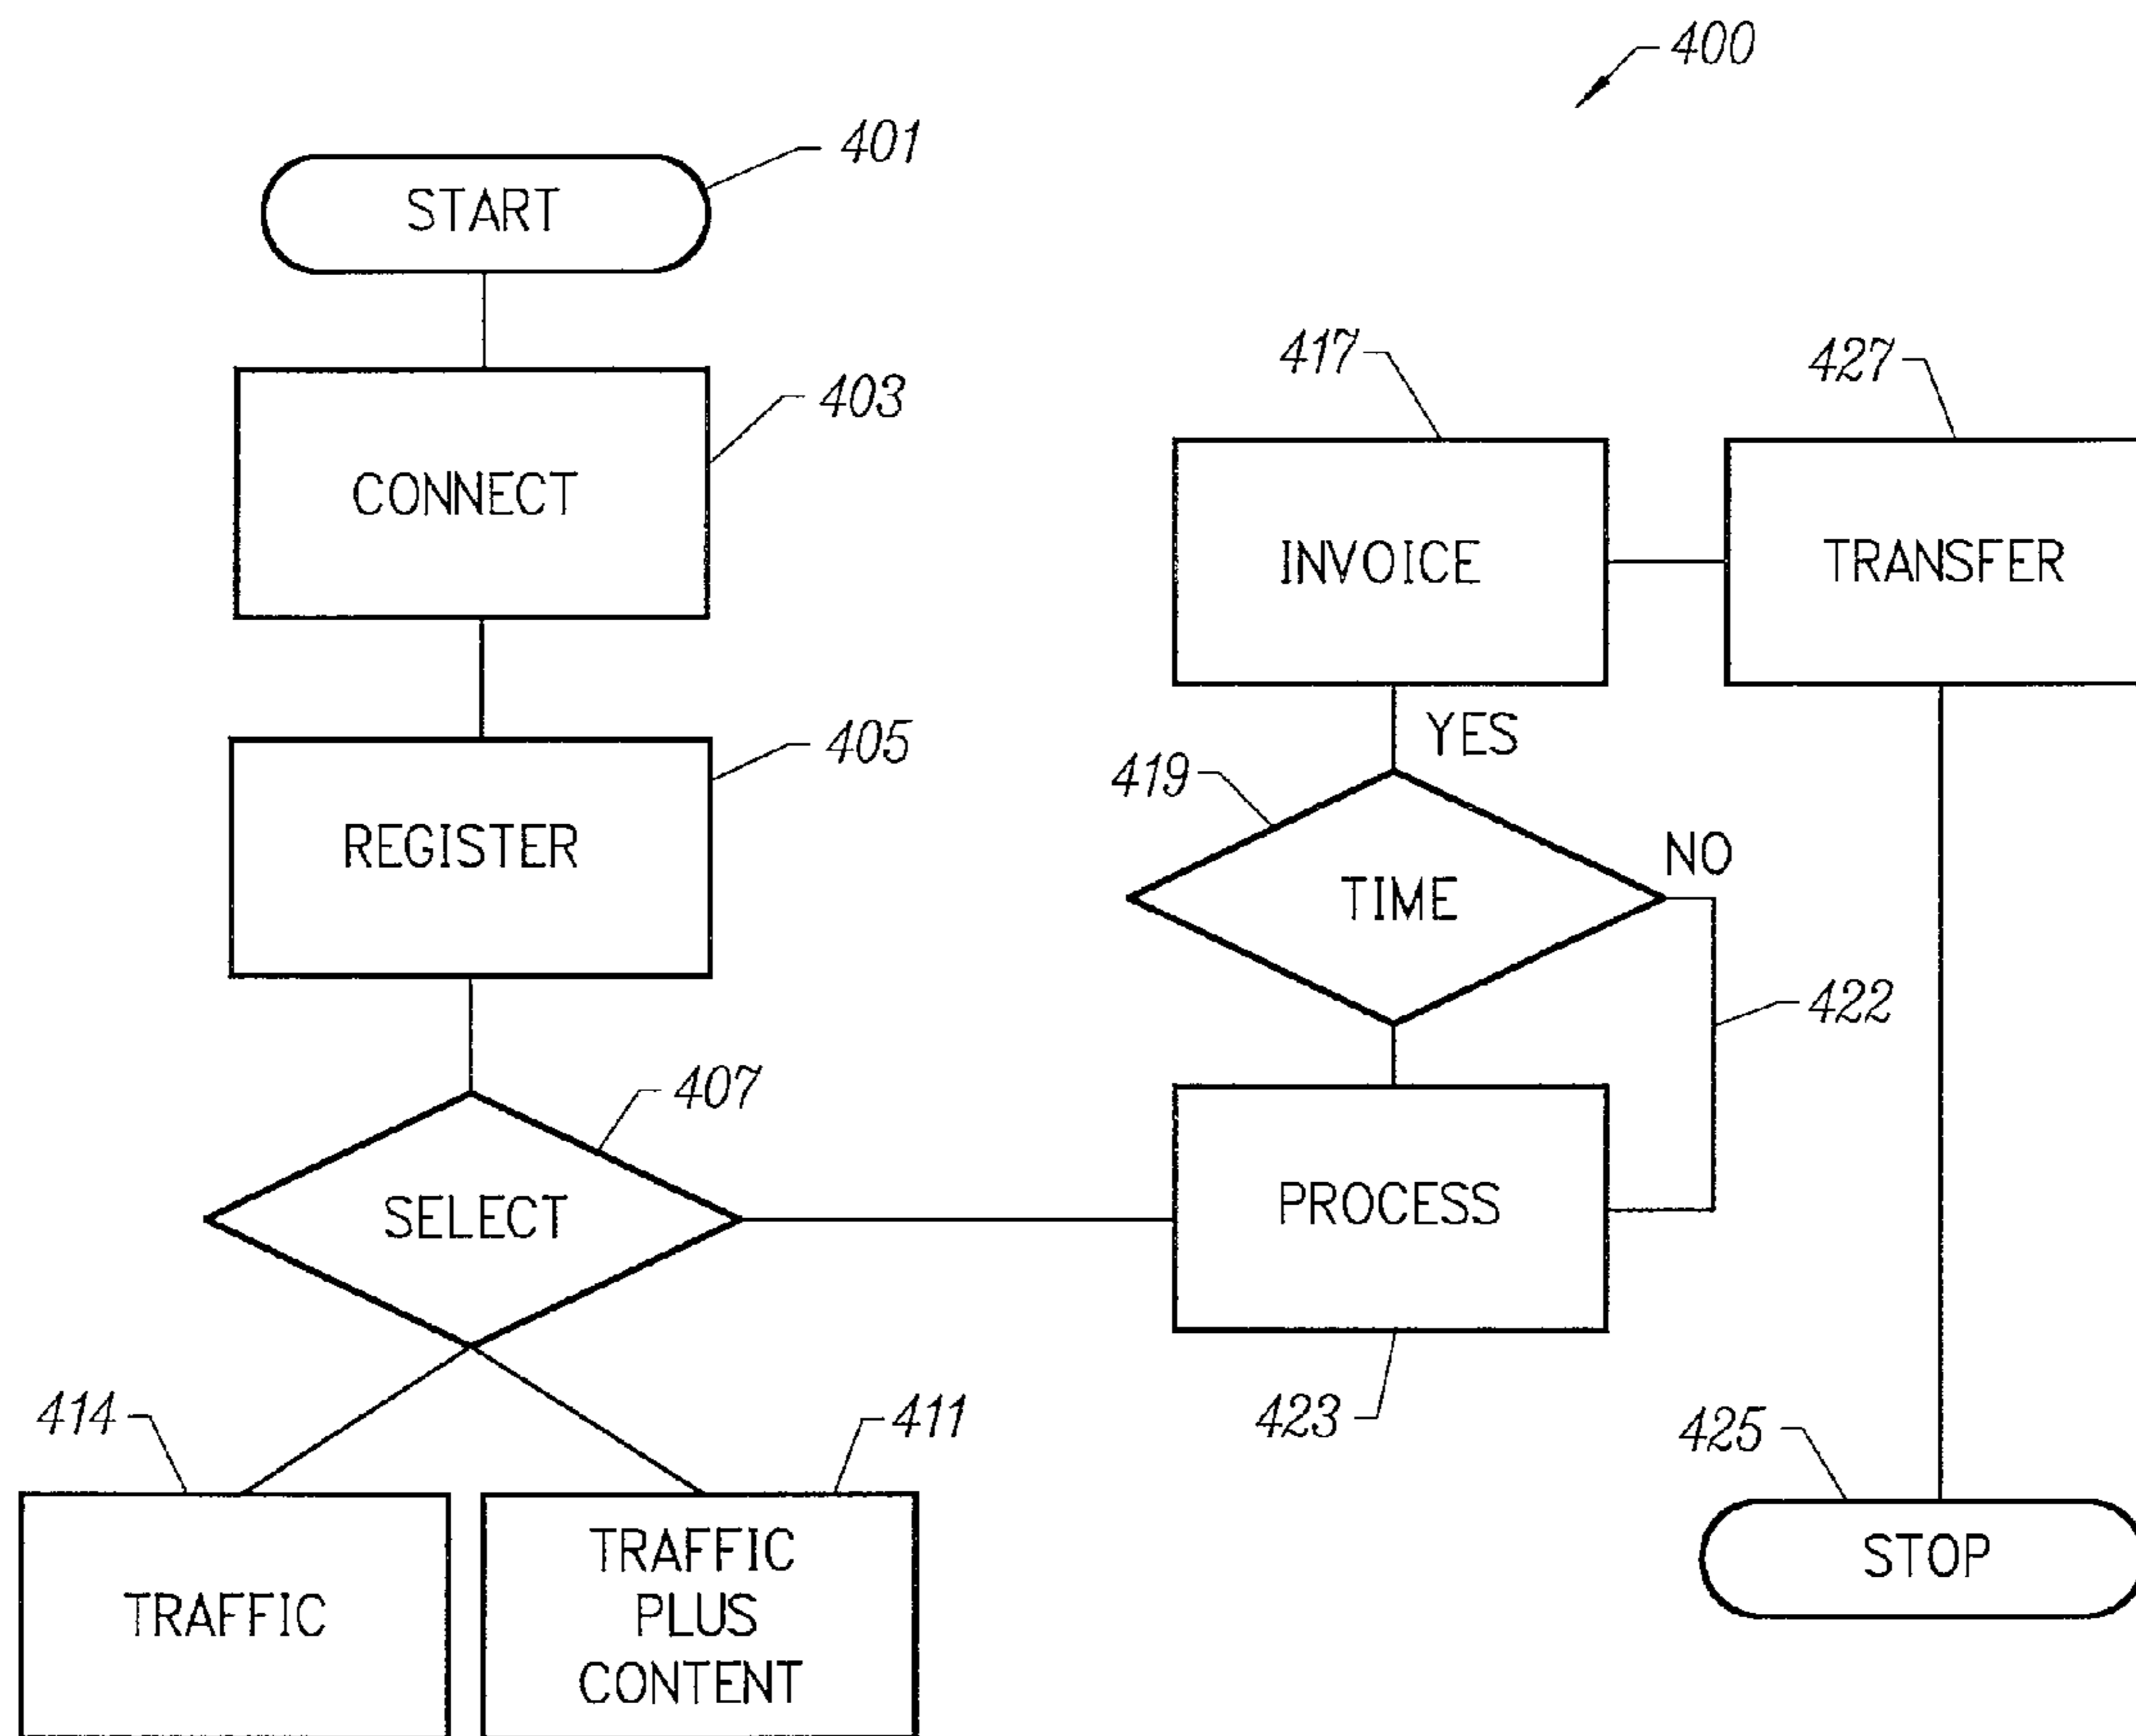 400
401
START
403
CONNECT
405
REGISTER
407
SELECT
414
TRAFFIC
411
TRAFFIC
PLUS
CONTENT
417
INVOICE
427
TRANSFER
YES
419
TIME
NO
422
PROCESS
423
425
STOP